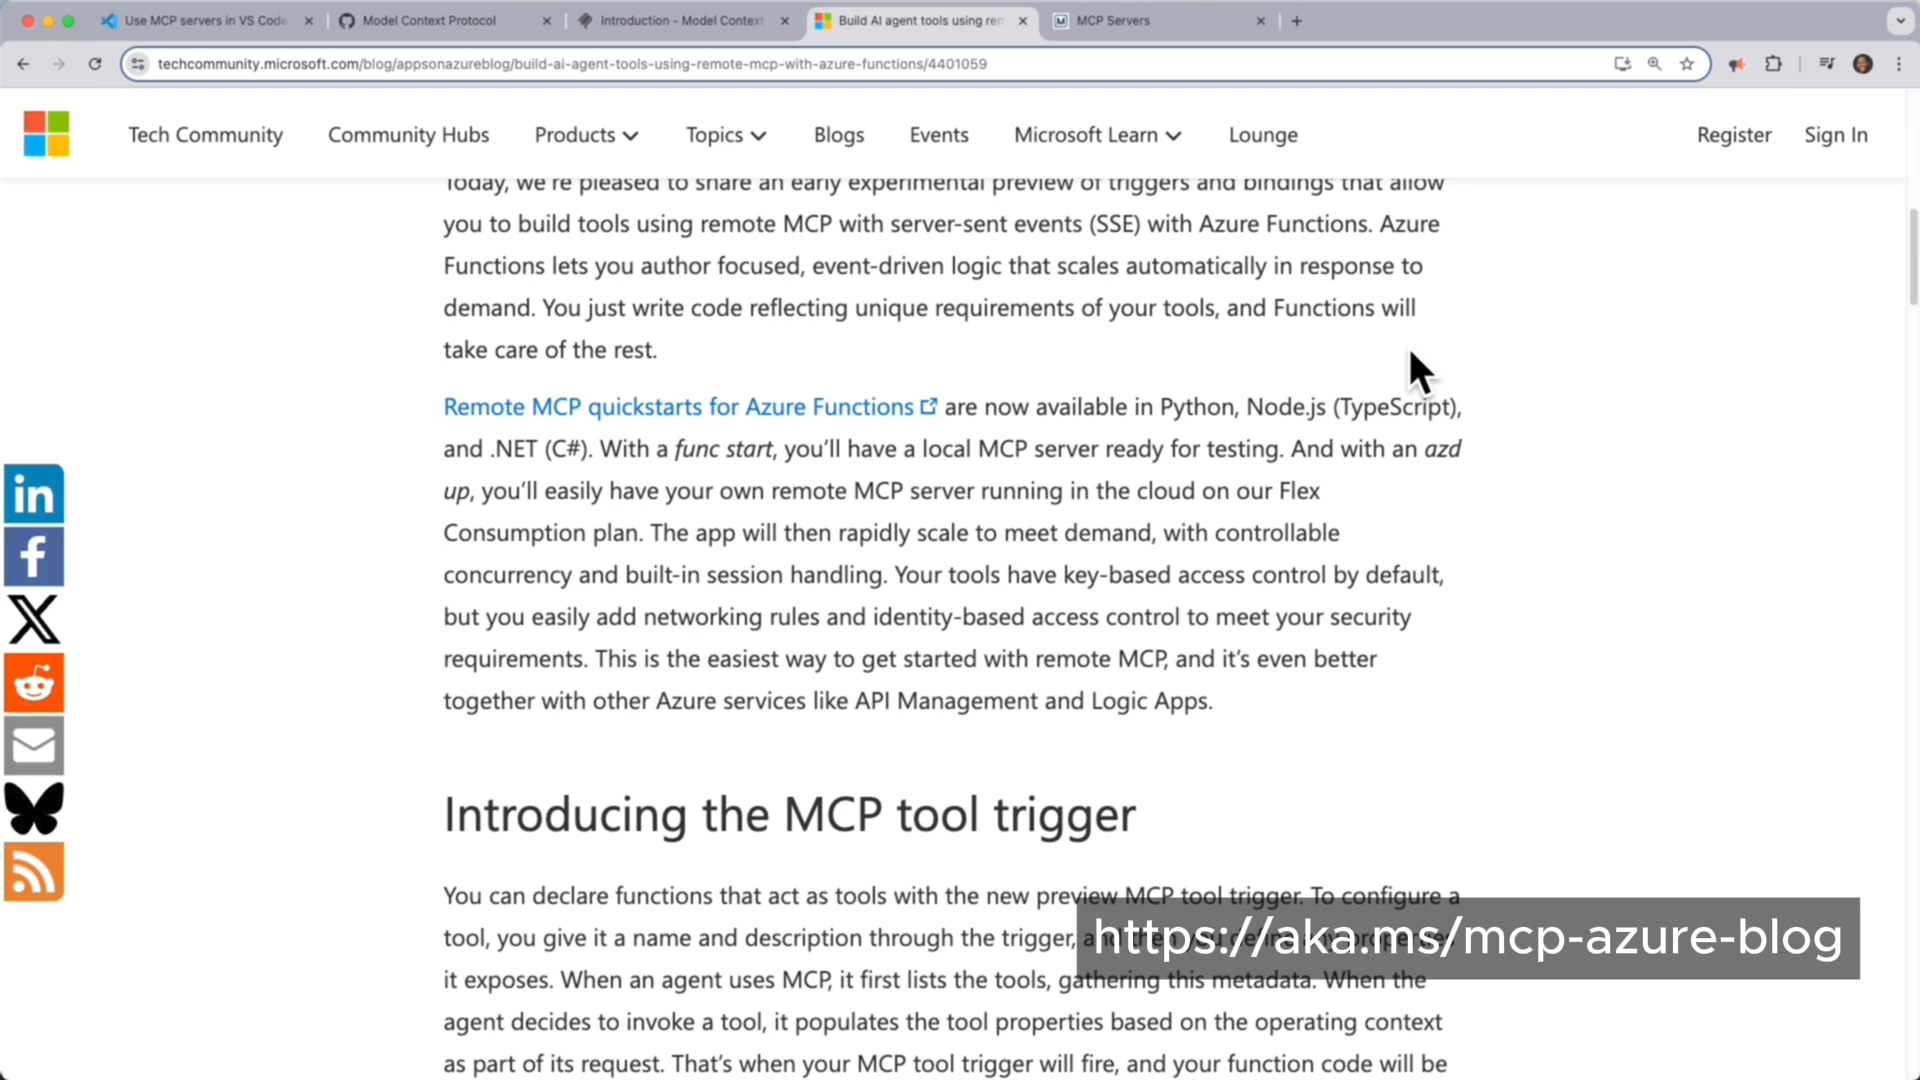 Use MCP servers in VS Code
Model Context Protocol
Introduction - Model Context
Build AI agent tools using rem
MCP Servers
techcommunity.microsoft.com/blog/appsonazureblog/build-ai-agent-tools-using-remote-mcp-with-azure-functions/4401059
Tech Community
Community Hubs
Products
Topics
Blogs
Events
Microsoft Learn
Lounge
Register
Sign In
Today, we're pleased to share an early experimental preview of triggers and bindings that allow
you to build tools using remote MCP with server-sent events (SSE) with Azure Functions. Azure
Functions lets you author focused, event-driven logic that scales automatically in response to
demand. You just write code reflecting unique requirements of your tools, and Functions will
take care of the rest.
Remote MCP quickstarts for Azure Functions are now available in Python, Node.js (TypeScript),
and .NET (C#). With a func start, you'll have a local MCP server ready for testing. And with an azd
up, you'll easily have your own remote MCP server running in the cloud on our Flex
Consumption plan. The app will then rapidly scale to meet demand, with controllable
concurrency and built-in session handling. Your tools have key-based access control by default,
but you easily add networking rules and identity-based access control to meet your security
requirements. This is the easiest way to get started with remote MCP, and it's even better
together with other Azure services like API Management and Logic Apps.
Introducing the MCP tool trigger
You can declare functions that act as tools with the new preview MCP tool trigger. To configure a
tool, you give it a name and description through the trigger, and then you define any properties
https://aka.ms/mcp-azure-blog
it exposes. When an agent uses MCP, it first lists the tools, gathering this metadata. When the
agent decides to invoke a tool, it populates the tool properties based on the operating context
as part of its request. That's when your MCP tool trigger will fire, and your function code will be